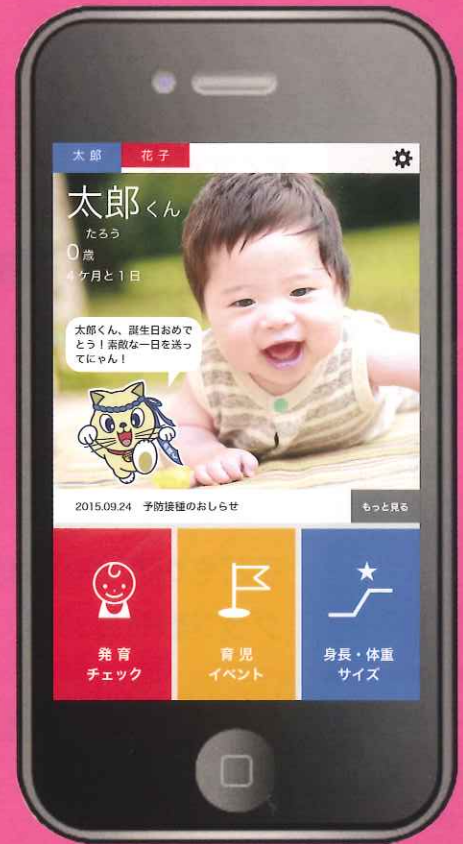 太郎 花子
太郎くん
たろう
0歳
4ケ月と1日
太郎くん、誕生日おめで
とう！素敵な一日を送っ
てにゃん！
2015.09.24 予防接種のおしらせ もっと見る
発育
チェック
育児
イベント
身長・体重
サイズ